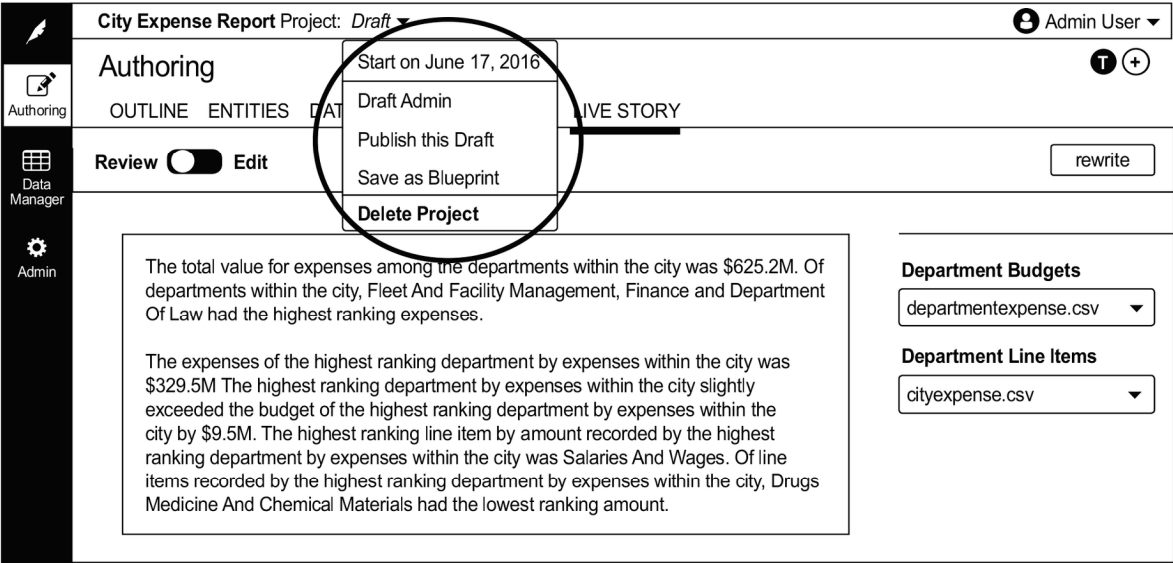 City Expense Report Project: Draft
Admin User
Authoring
T +
Start on June 17, 2016
Draft Admin
Publish this Draft
Save as Blueprint
Delete Project
OUTLINE ENTITIES DAT LIVE STORY
Authoring
Data
Manager
Admin
Review Edit
rewrite
The total value for expenses among the departments within the city was $625.2M. Of
departments within the city, Fleet And Facility Management, Finance and Department
Of Law had the highest ranking expenses.
The expenses of the highest ranking department by expenses within the city was
$329.5M The highest ranking department by expenses within the city slightly
exceeded the budget of the highest ranking department by expenses within the
city by $9.5M. The highest ranking line item by amount recorded by the highest
ranking department by expenses within the city was Salaries And Wages. Of line
items recorded by the highest ranking department by expenses within the city, Drugs
Medicine And Chemical Materials had the lowest ranking amount.
Department Budgets
departmentexpense.csv
Department Line Items
cityexpense.csv